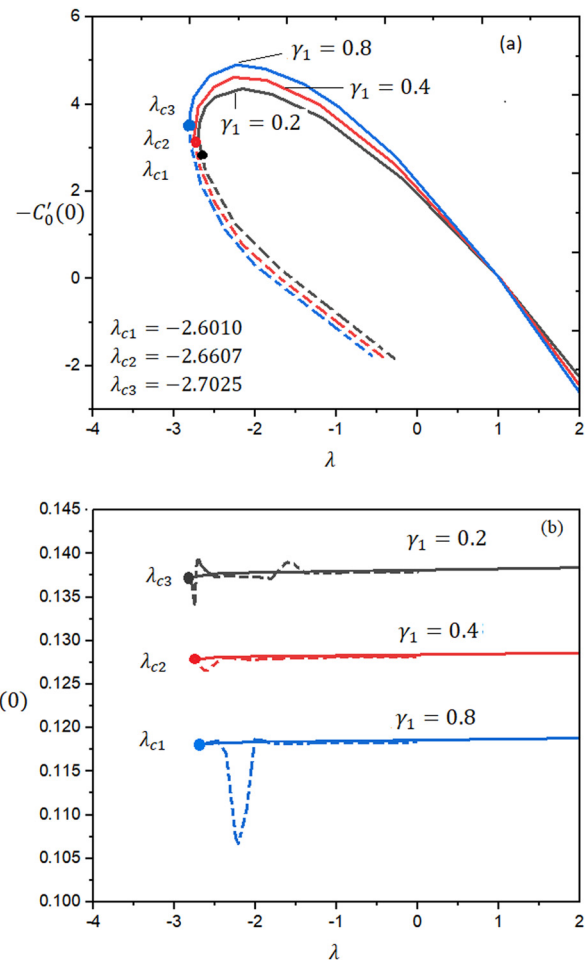 6
(a)
γ₁ = 0.8
γ₁ = 0.4
γ₁ = 0.2
λc3
λc2
λc1
4
2
−C₀′(0)
0
λc1 = −2.6010
λc2 = −2.6607
λc3 = −2.7025
-2
-4 -3 -2 -1 0 1 2
λ
0.145
(b)
γ₁ = 0.2
0.140
λc3
0.135
γ₁ = 0.4
0.130
λc2
0.125
(0)
γ₁ = 0.8
0.120
λc1
0.115
0.110
0.105
0.100
-4 -3 -2 -1 0 1 2
λ